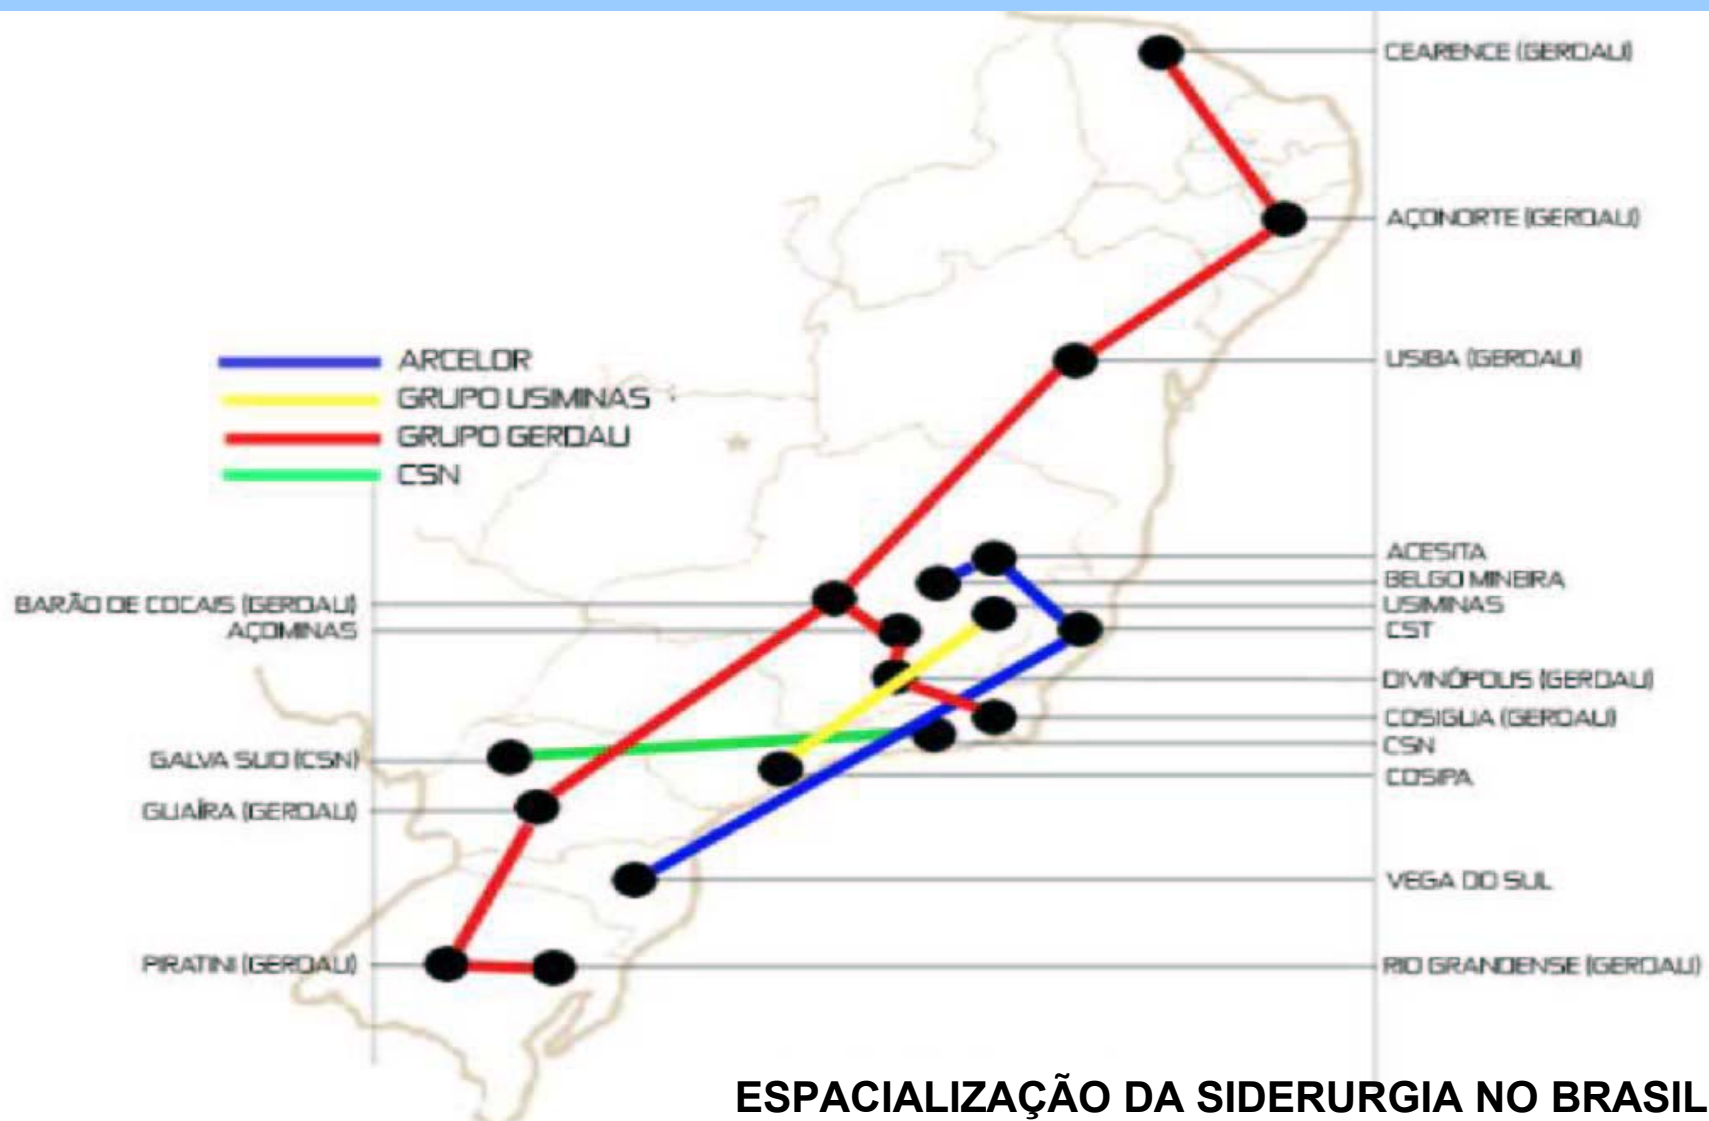 CEARENCE (GERDAU)
AÇONORTE (GERDAU)
USIBA (GERDAU)
ARCELOR
GRUPO USIMINAS
GRUPO GERDAU
CSN
ACESITA
BELGO MINEIRA
USIMINAS
CST
BARÃO DE COCAIS (GERDAU)
AÇOMINAS
DIVINÓPOLIS (GERDAU)
COSIGUA (GERDAU)
CSN
COSIPA
GALVA SUD (CSN)
GUAÍRA (GERDAU)
VEGA DO SUL
PIRATINI (GERDAU)
RIO GRANDENSE (GERDAU)
ESPACIALIZAÇÃO DA SIDERURGIA NO BRASIL